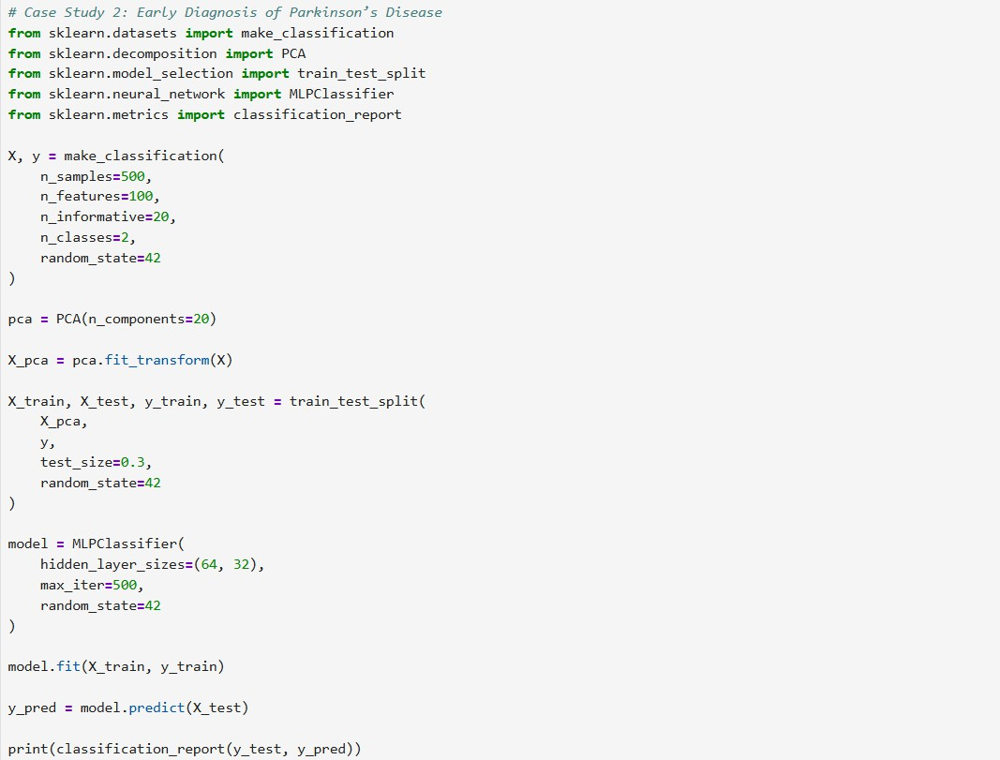 # Case Study 2: Early Diagnosis of Parkinson’s Disease
from sklearn.datasets import make_classification
from sklearn.decomposition import PCA
from sklearn.model_selection import train_test_split
from sklearn.neural_network import MLPClassifier
from sklearn.metrics import classification_report

X, y = make_classification(
    n_samples=500,
    n_features=100,
    n_informative=20,
    n_classes=2,
    random_state=42
)

pca = PCA(n_components=20)

X_pca = pca.fit_transform(X)

X_train, X_test, y_train, y_test = train_test_split(
    X_pca,
    y,
    test_size=0.3,
    random_state=42
)

model = MLPClassifier(
    hidden_layer_sizes=(64, 32),
    max_iter=500,
    random_state=42
)

model.fit(X_train, y_train)

y_pred = model.predict(X_test)

print(classification_report(y_test, y_pred))